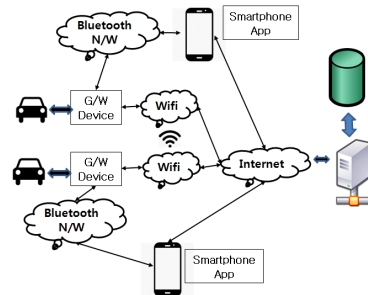 Bluetooth
N/W
Smartphone
App
G/W
Device
Wifi
G/W
Device
Wifi
Internet
Bluetooth
N/W
Smartphone
App